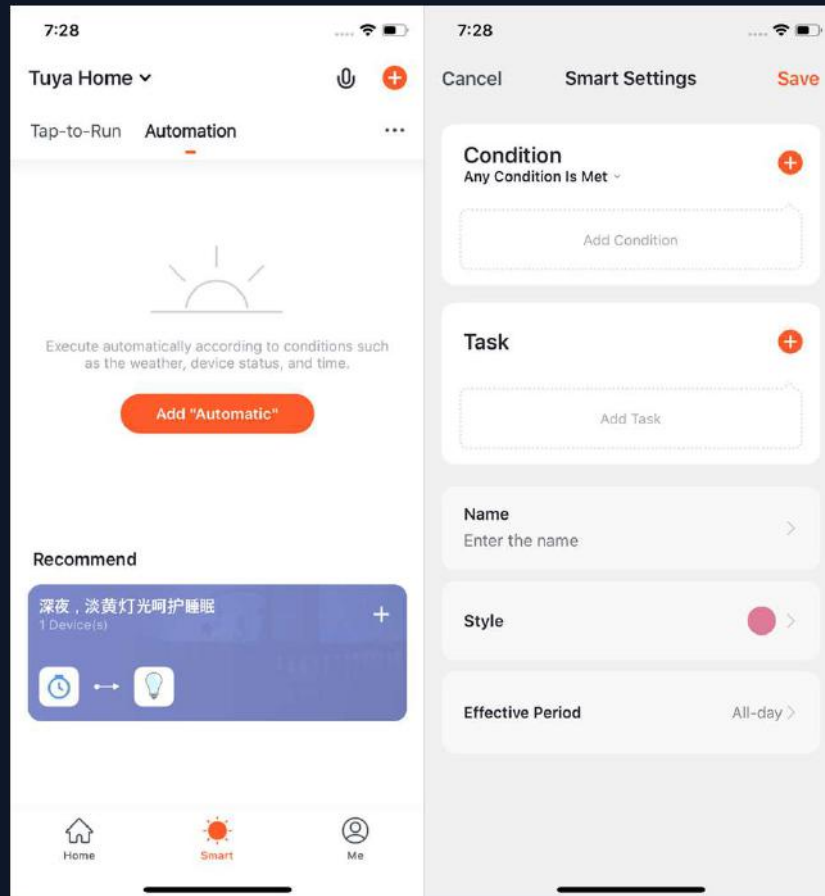 7:28
Tuya Home
Tap-to-Run Automation
Execute automatically according to conditions such
as the weather, device status, and time.
Add "Automatic"
Recommend
深夜，淡黄灯光呵护睡眠
1 Device(s)
Home Smart Me
7:28
Cancel Smart Settings Save
Condition
Any Condition Is Met
Add Condition
Task
Add Task
Name
Enter the name
Style
Effective Period All-day